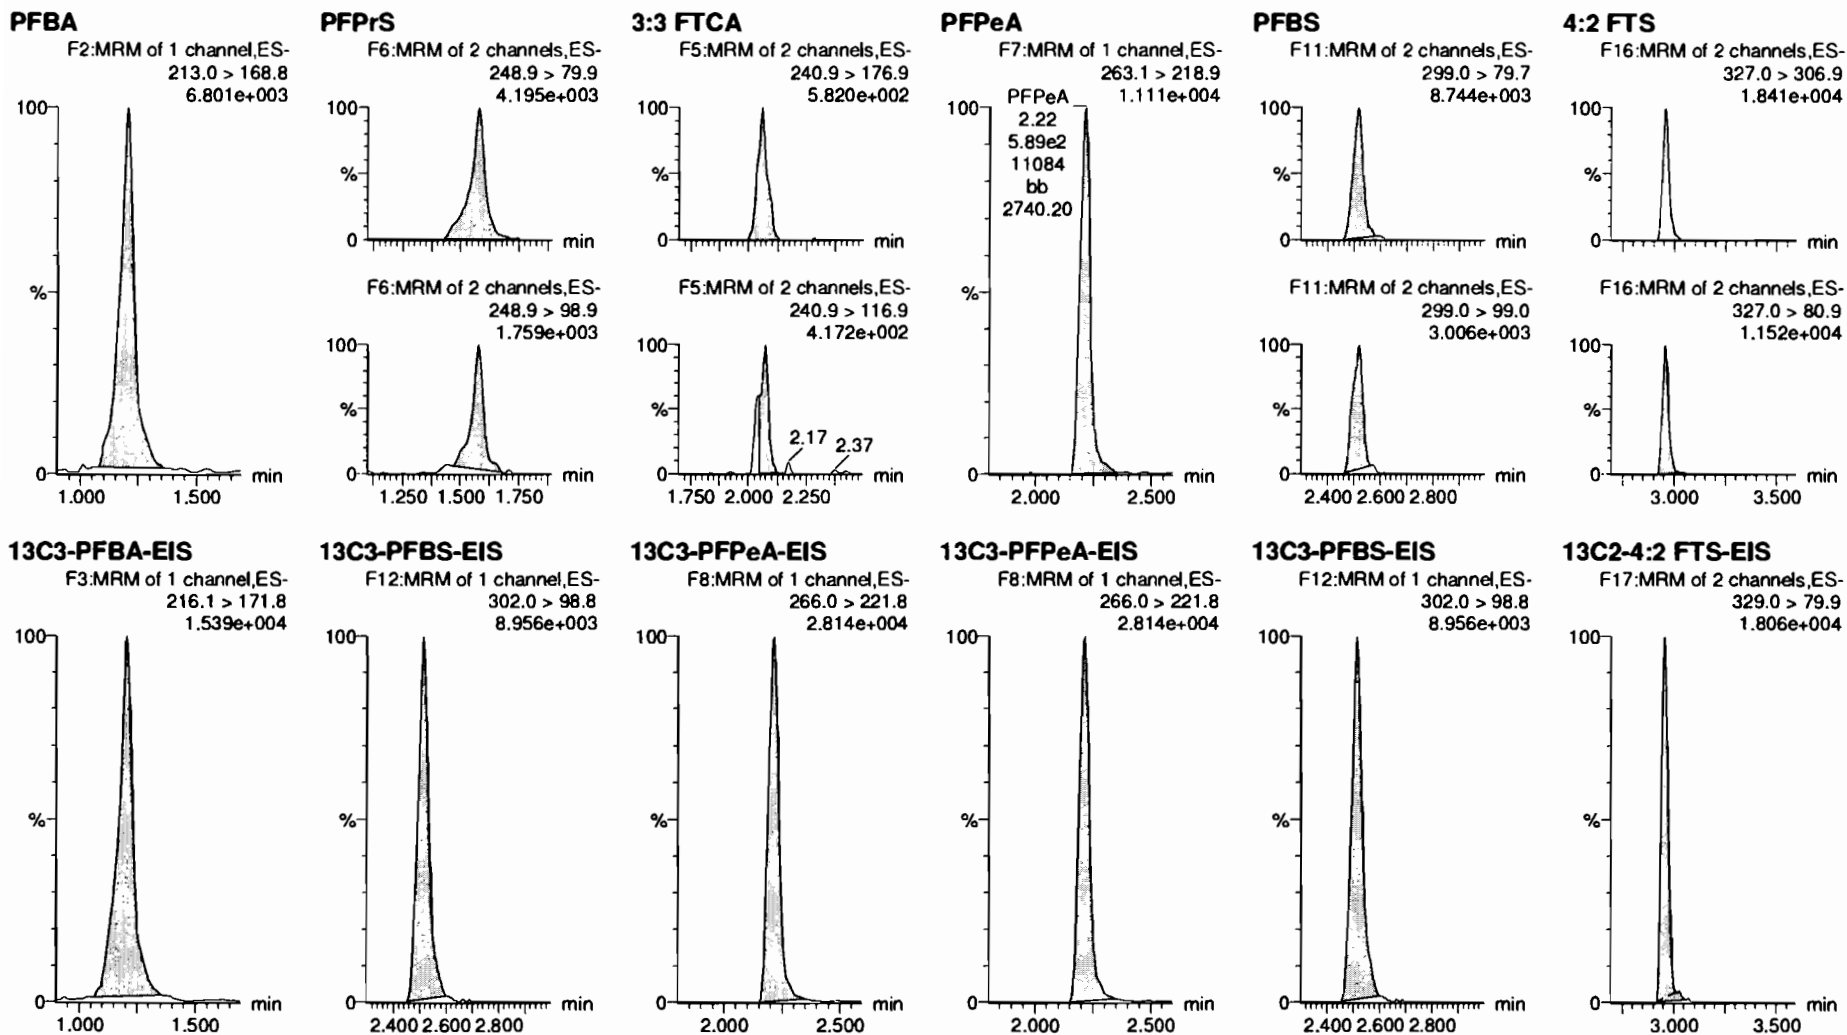 PFBA
F2:MRM of 1 channel,ES-
213.0 > 168.8
6.801e+003
100
%
0
min
1.000
1.500
PFPrS
F6:MRM of 2 channels,ES-
248.9 > 79.9
4.195e+003
100
%
0
min
F6:MRM of 2 channels,ES-
248.9 > 98.9
1.759e+003
100
%
0
min
1.250
1.500
1.750
3:3 FTCA
F5:MRM of 2 channels,ES-
240.9 > 176.9
5.820e+002
100
%
0
min
F5:MRM of 2 channels,ES-
240.9 > 116.9
4.172e+002
100
%
2.17
2.37
0
min
1.750
2.000
2.250
PFPeA
F7:MRM of 1 channel,ES-
263.1 > 218.9
1.111e+004
100
PFPeA
2.22
5.89e2
11084
bb
2740.20
%
0
min
2.000
2.500
PFBS
F11:MRM of 2 channels,ES-
299.0 > 79.7
8.744e+003
100
%
0
min
F11:MRM of 2 channels,ES-
299.0 > 99.0
3.006e+003
100
%
0
min
2.400
2.600
2.800
4:2 FTS
F16:MRM of 2 channels,ES-
327.0 > 306.9
1.841e+004
100
%
0
min
F16:MRM of 2 channels,ES-
327.0 > 80.9
1.152e+004
100
%
0
min
3.000
3.500
13C3-PFBA-EIS
F3:MRM of 1 channel,ES-
216.1 > 171.8
1.539e+004
100
%
0
min
1.000
1.500
13C3-PFBS-EIS
F12:MRM of 1 channel,ES-
302.0 > 98.8
8.956e+003
100
%
0
min
2.400
2.600
2.800
13C3-PFPeA-EIS
F8:MRM of 1 channel,ES-
266.0 > 221.8
2.814e+004
100
%
0
min
2.000
2.500
13C3-PFPeA-EIS
F8:MRM of 1 channel,ES-
266.0 > 221.8
2.814e+004
100
%
0
min
2.000
2.500
13C3-PFBS-EIS
F12:MRM of 1 channel,ES-
302.0 > 98.8
8.956e+003
100
%
0
min
2.400
2.600
2.800
13C2-4:2 FTS-EIS
F17:MRM of 2 channels,ES-
329.0 > 79.9
1.806e+004
100
%
0
min
3.000
3.500